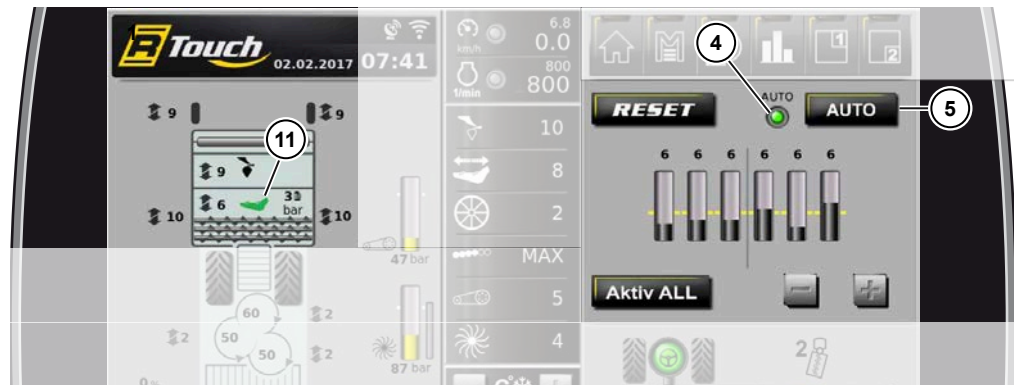 R Touch 02.02.2017 07:41
9 9
11
9
6 bar
10 10
60 2
2 50 50 2
0 %
47 bar
87 bar
km/h 6.8
0.0
1/min 800
800
10
8
2
MAX
5
4
1 2
4
RESET AUTO AUTO 5
6 6 6 6 6 6
Aktiv ALL − +
2